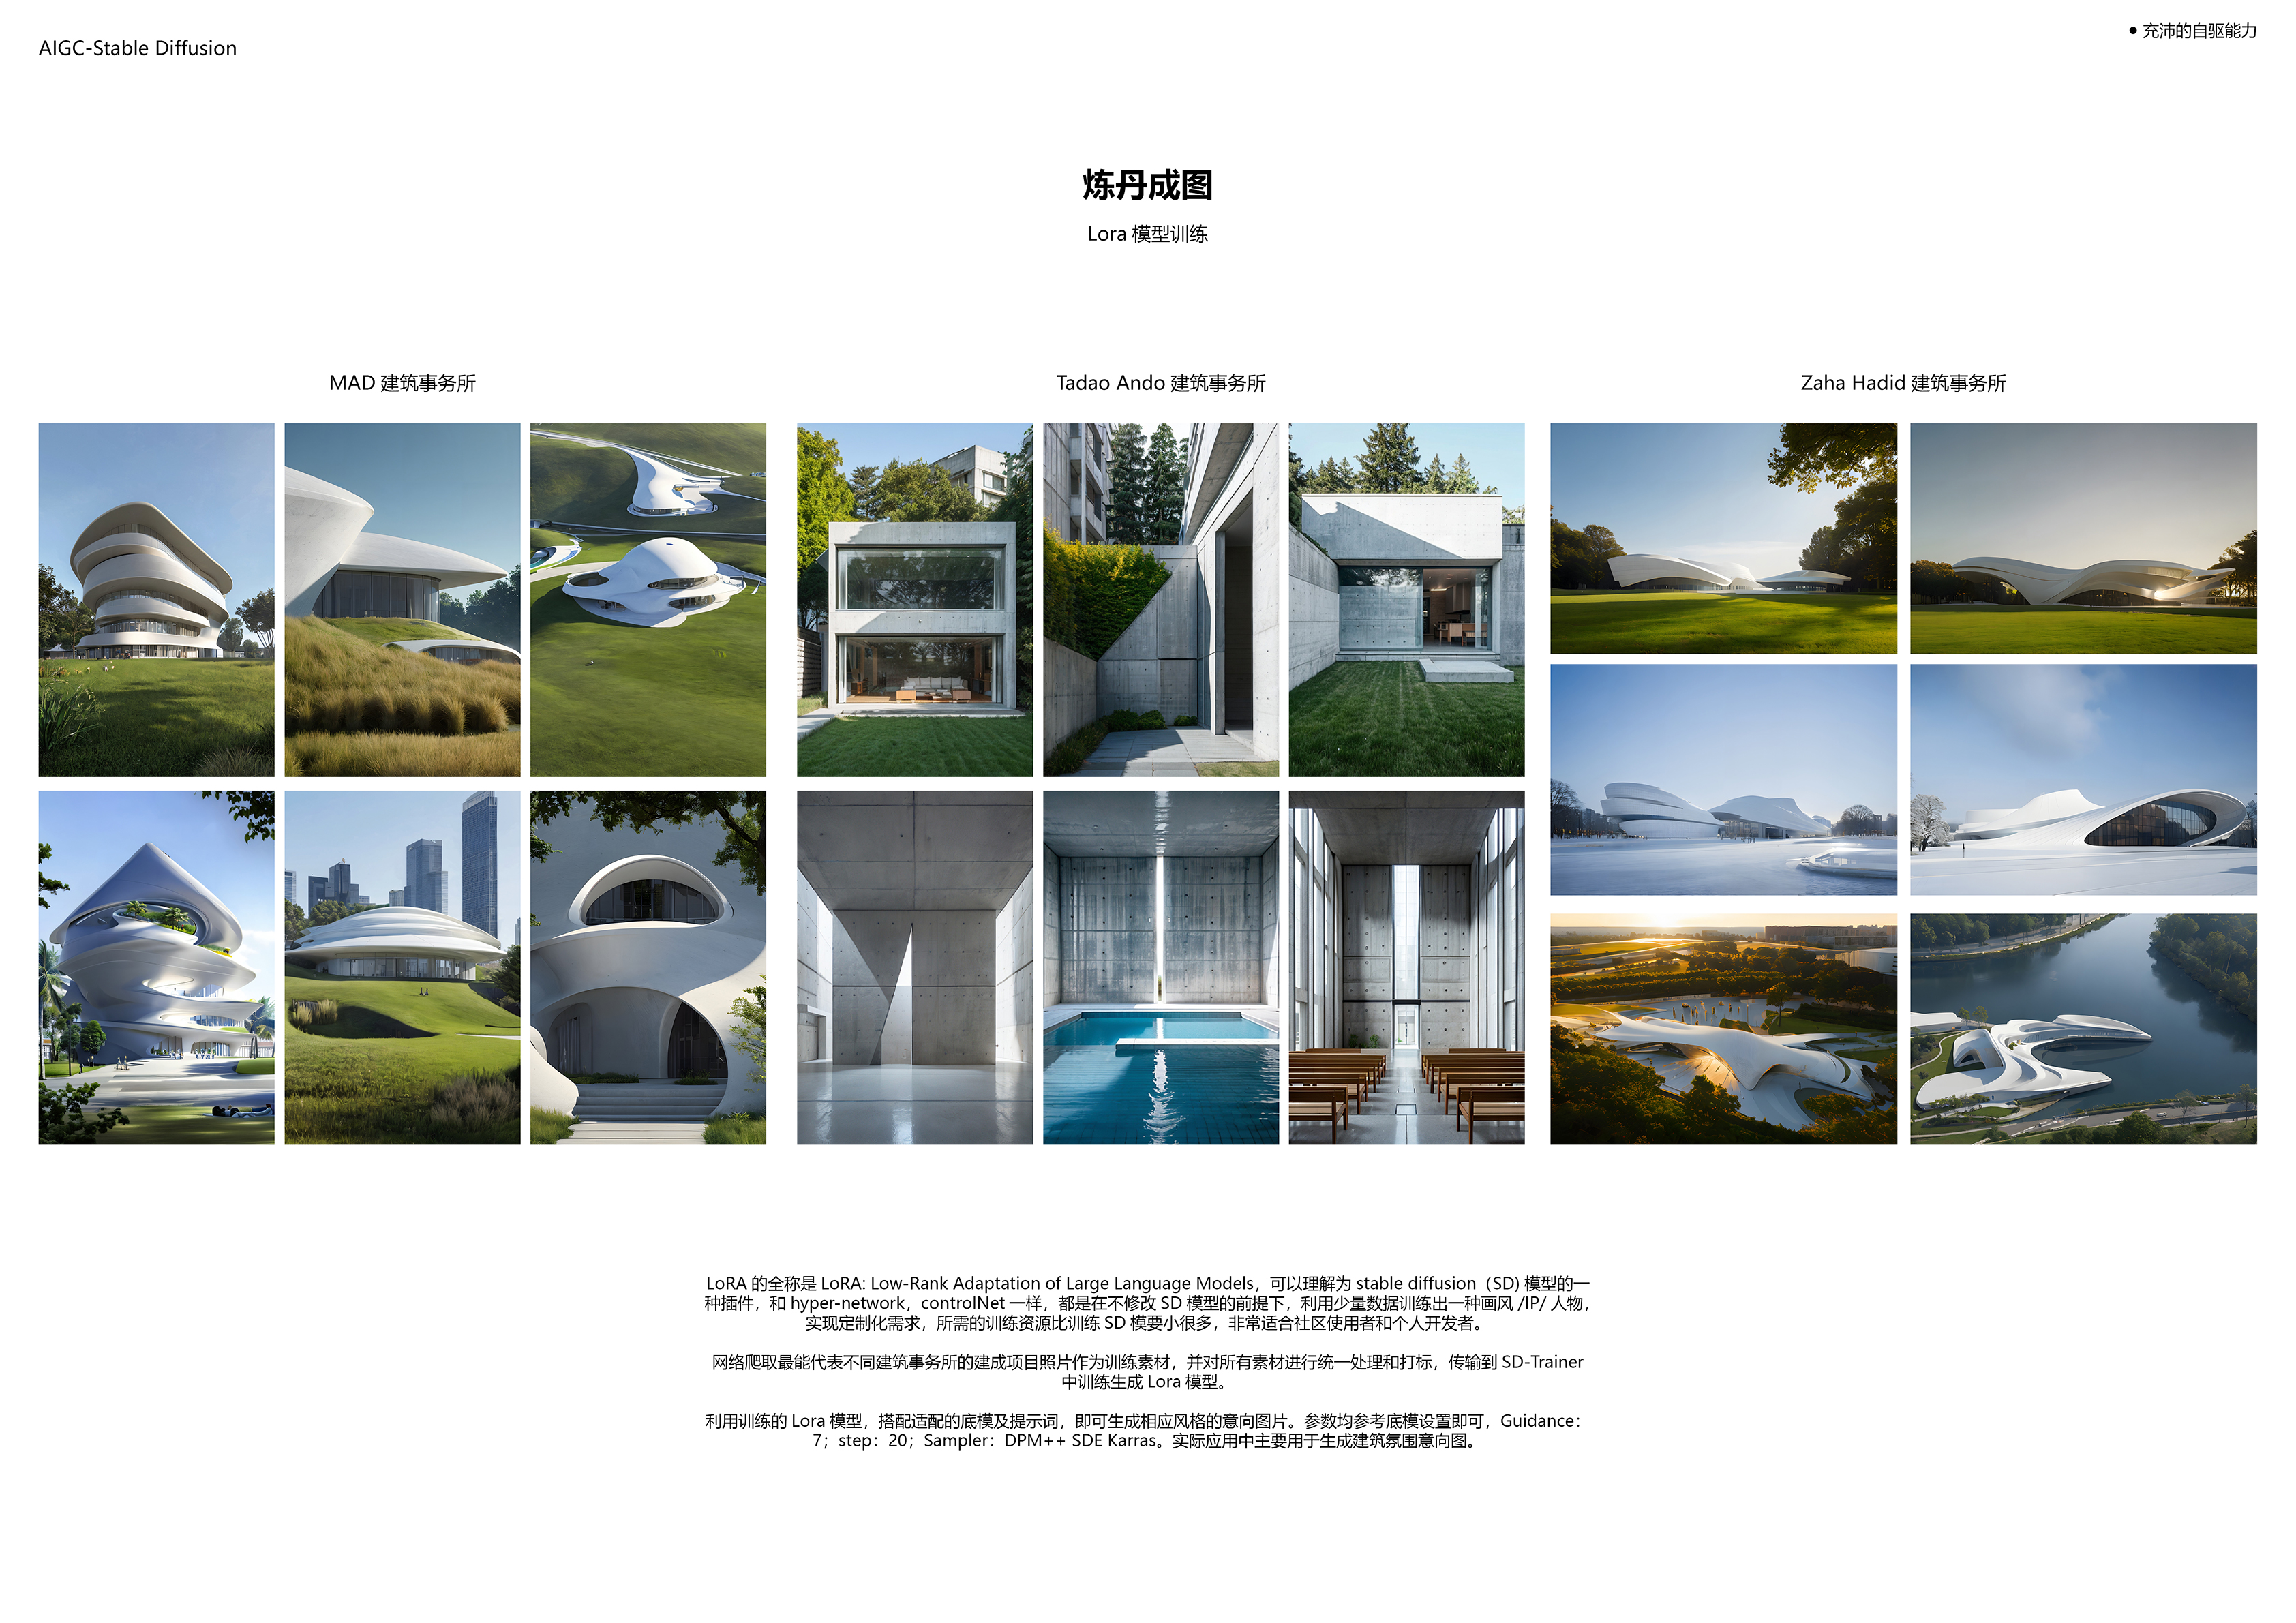 AIGC-Stable Diffusion
● 充沛的自驱能力
炼丹成图
Lora 模型训练
MAD 建筑事务所
Tadao Ando 建筑事务所
Zaha Hadid 建筑事务所
LoRA 的全称是 LoRA: Low-Rank Adaptation of Large Language Models，可以理解为 stable diffusion（SD) 模型的一
种插件，和 hyper-network，controlNet 一样，都是在不修改 SD 模型的前提下，利用少量数据训练出一种画风 /IP/ 人物，
实现定制化需求，所需的训练资源比训练 SD 模要小很多，非常适合社区使用者和个人开发者。
网络爬取最能代表不同建筑事务所的建成项目照片作为训练素材，并对所有素材进行统一处理和打标，传输到 SD-Trainer
中训练生成 Lora 模型。
利用训练的 Lora 模型，搭配适配的底模及提示词，即可生成相应风格的意向图片。参数均参考底模设置即可，Guidance：
7；step：20；Sampler：DPM++ SDE Karras。实际应用中主要用于生成建筑氛围意向图。